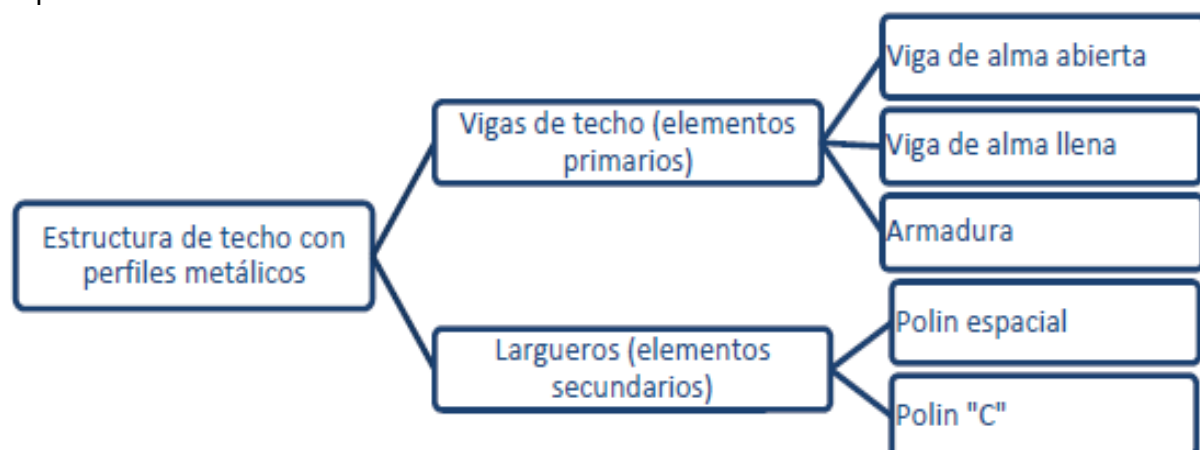 Estructura de techo con
perfiles metálicos
Vigas de techo (elementos
primarios)
Viga de alma abierta
Viga de alma llena
Armadura
Largueros (elementos
secundarios)
Polin espacial
Polin "C"